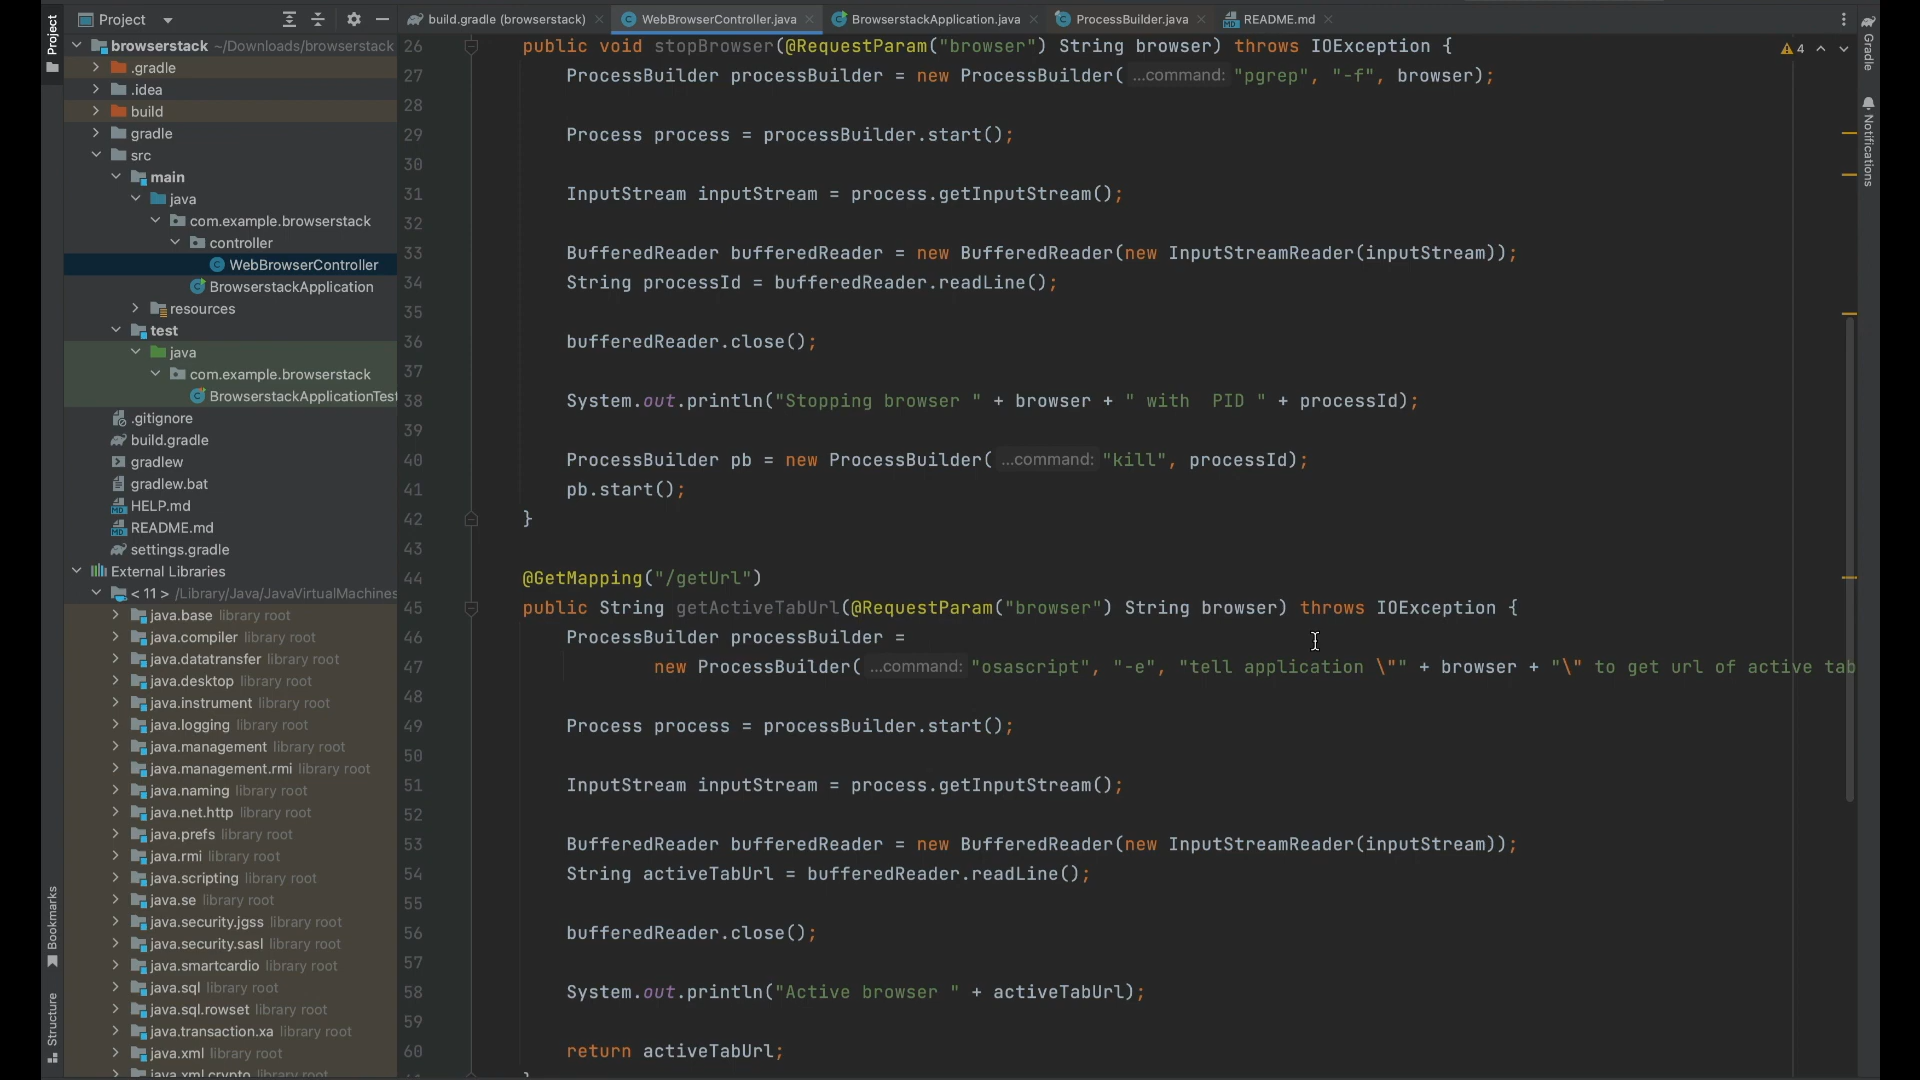 Project
build.gradle (browserstack)
WebBrowserController.java
BrowserstackApplication.java
ProcessBuilder.java
README.md
Project
Bookmarks
Structure
Gradle
Notifications
4
browserstack ~/Downloads/browserstack
.gradle
.idea
build
gradle
src
main
java
com.example.browserstack
controller
WebBrowserController
BrowserstackApplication
resources
test
java
com.example.browserstack
BrowserstackApplicationTest
.gitignore
build.gradle
gradlew
gradlew.bat
HELP.md
README.md
settings.gradle
External Libraries
< 11 > /Library/Java/JavaVirtualMachines
java.base library root
java.compiler library root
java.datatransfer library root
java.desktop library root
java.instrument library root
java.logging library root
java.management library root
java.management.rmi library root
java.naming library root
java.net.http library root
java.prefs library root
java.rmi library root
java.scripting library root
java.se library root
java.security.jgss library root
java.security.sasl library root
java.smartcardio library root
java.sql library root
java.sql.rowset library root
java.transaction.xa library root
java.xml library root
java.xml.crypto library root
26 public void stopBrowser(@RequestParam("browser") String browser) throws IOException {
27 ProcessBuilder processBuilder = new ProcessBuilder( ...command: "pgrep", "-f", browser);
28
29 Process process = processBuilder.start();
30
31 InputStream inputStream = process.getInputStream();
32
33 BufferedReader bufferedReader = new BufferedReader(new InputStreamReader(inputStream));
34 String processId = bufferedReader.readLine();
35
36 bufferedReader.close();
37
38 System.out.println("Stopping browser " + browser + " with  PID " + processId);
39
40 ProcessBuilder pb = new ProcessBuilder( ...command: "kill", processId);
41 pb.start();
42 }
43
44 @GetMapping("/getUrl")
45 public String getActiveTabUrl(@RequestParam("browser") String browser) throws IOException {
46 ProcessBuilder processBuilder =
47 new ProcessBuilder( ...command: "osascript", "-e", "tell application \"" + browser + "\" to get url of active tab
48
49 Process process = processBuilder.start();
50
51 InputStream inputStream = process.getInputStream();
52
53 BufferedReader bufferedReader = new BufferedReader(new InputStreamReader(inputStream));
54 String activeTabUrl = bufferedReader.readLine();
55
56 bufferedReader.close();
57
58 System.out.println("Active browser " + activeTabUrl);
59
60 return activeTabUrl;